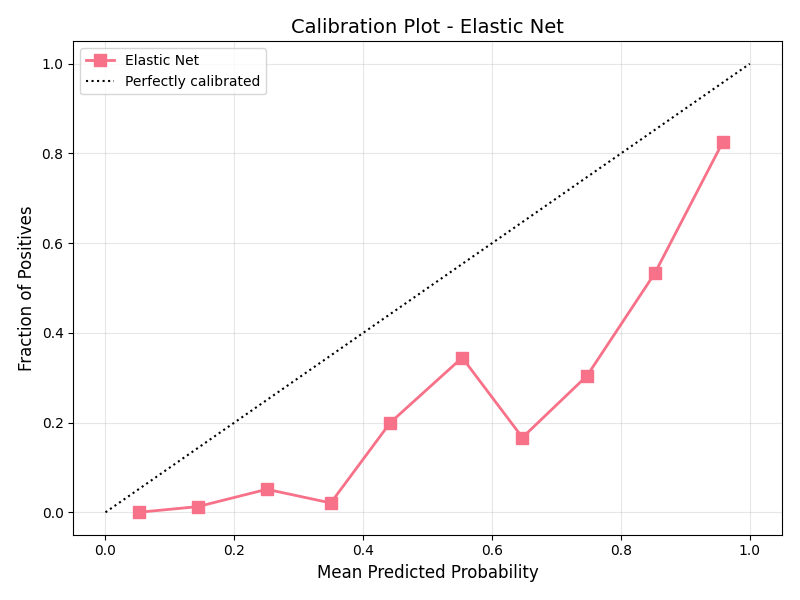 Calibration Plot - Elastic Net
Elastic Net
Perfectly calibrated
1.0
0.8
0.6
0.4
0.2
0.0
Fraction of Positives
0.0 0.2 0.4 0.6 0.8 1.0
Mean Predicted Probability